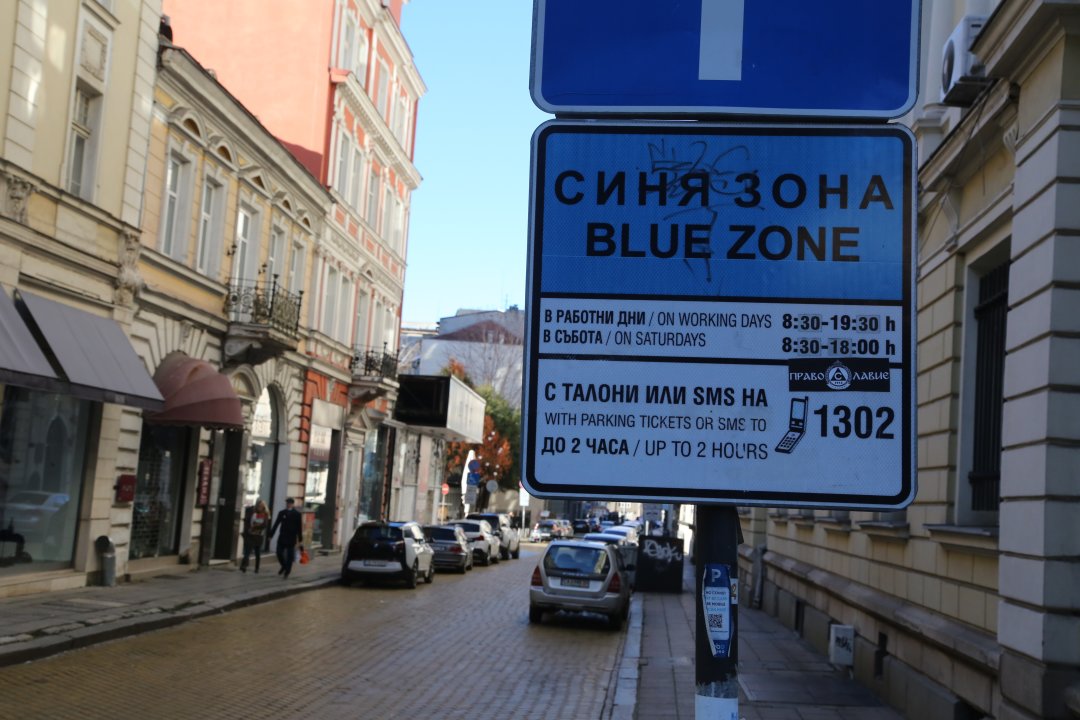 СИНЯ ЗОНА
BLUE ZONE
В РАБОТНИ ДНИ / ON WORKING DAYS 8:30-19:30 h
В СЪБОТА / ON SATURDAYS 8:30-18:00 h
ПРАВОСЛАВИЕ
С ТАЛОНИ ИЛИ SMS НА
WITH PARKING TICKETS OR SMS TO 1302
ДО 2 ЧАСА / UP TO 2 HOURS
P